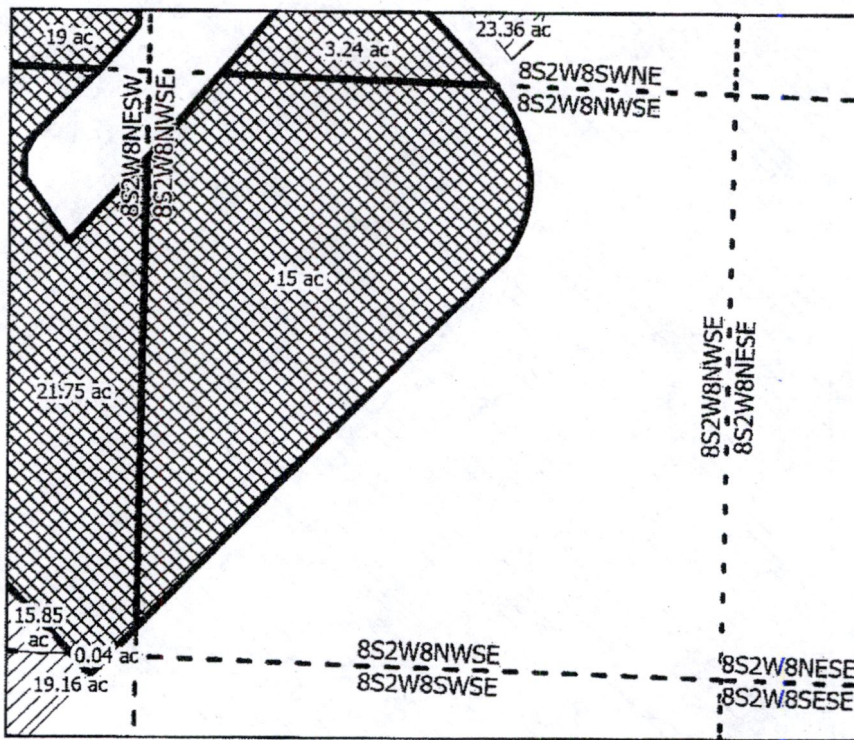 19 ac
3.24 ac
23.36 ac
8S2W8SWNE
8S2W8NWSE
8S2W8NESW
8S2W8NWSE
15 ac
21.75 ac
8S2W8NWSE
8S2W8NESE
15.85
ac
0.04 ac
19.16 ac
8S2W8NWSE
8S2W8SWSE
8S2W8NESE
8S2W8SESE